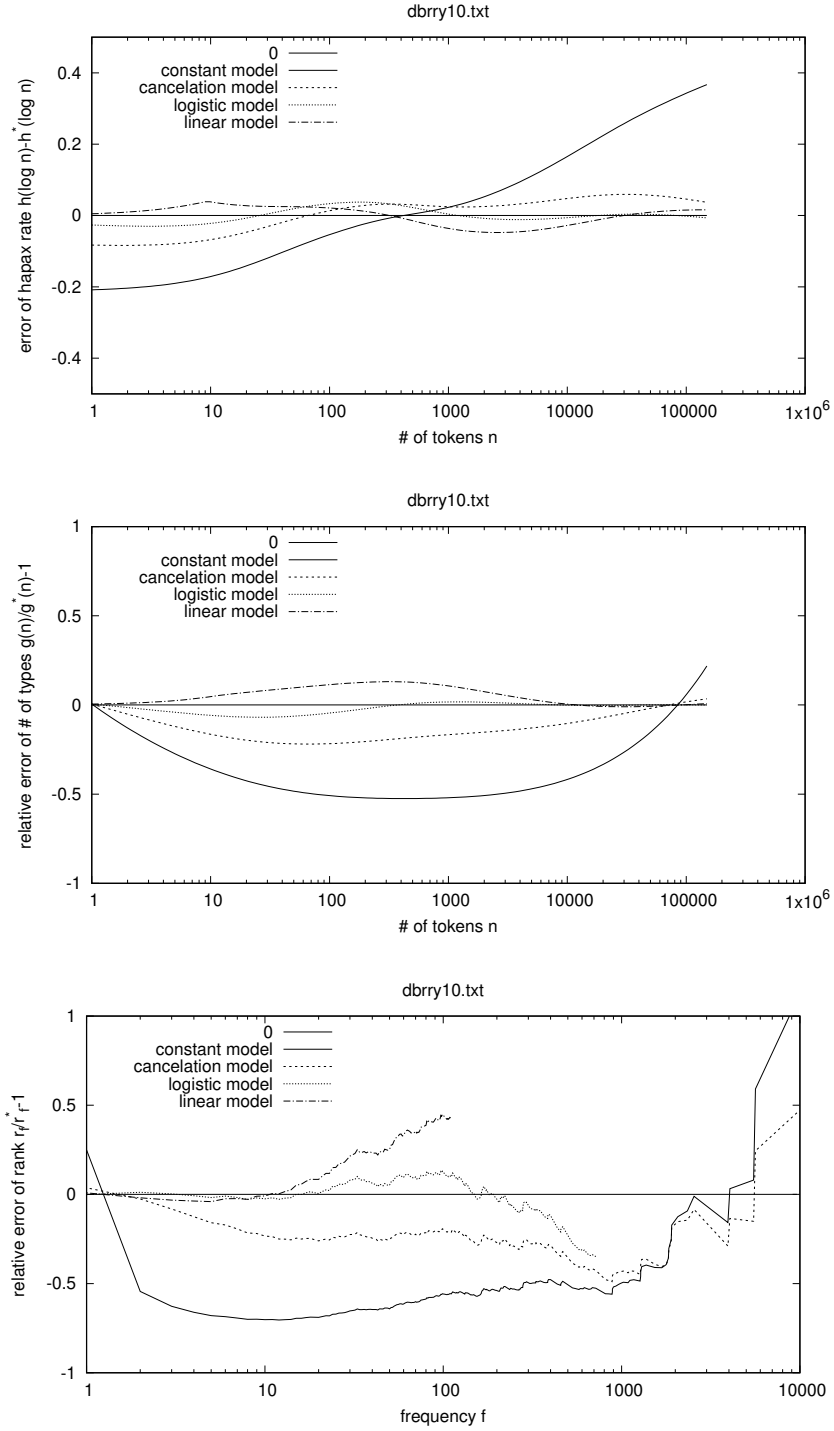 dbrry10.txt
0
constant model
cancelation model
logistic model
linear model
error of hapax rate h(log n)-h*(log n)
0.4
0.2
0
-0.2
-0.4
1 10 100 1000 10000 100000 1x10^6
# of tokens n
dbrry10.txt
0
constant model
cancelation model
logistic model
linear model
relative error of # of types g(n)/g*(n)-1
1
0.5
0
-0.5
-1
1 10 100 1000 10000 100000 1x10^6
# of tokens n
dbrry10.txt
0
constant model
cancelation model
logistic model
linear model
relative error of rank r_f/r*_f-1
1
0.5
0
-0.5
-1
1 10 100 1000 10000
frequency f